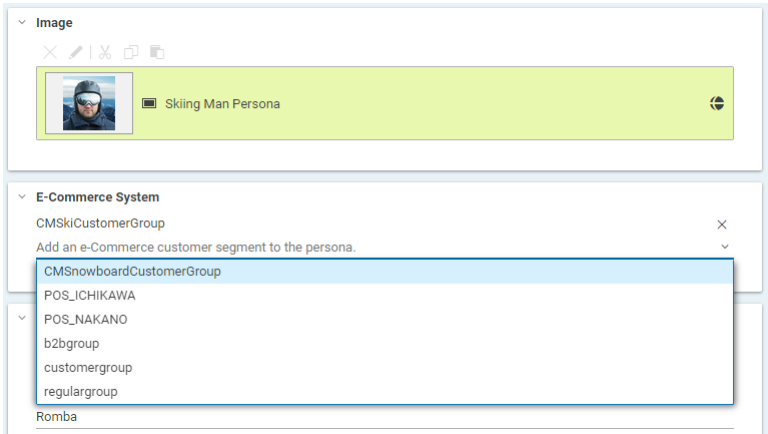 Image
Skiing Man Persona
E-Commerce System
CMSkiCustomerGroup
Add an e-Commerce customer segment to the persona.
CMSnowboardCustomerGroup
POS_ICHIKAWA
POS_NAKANO
b2bgroup
customergroup
regulargroup
Romba